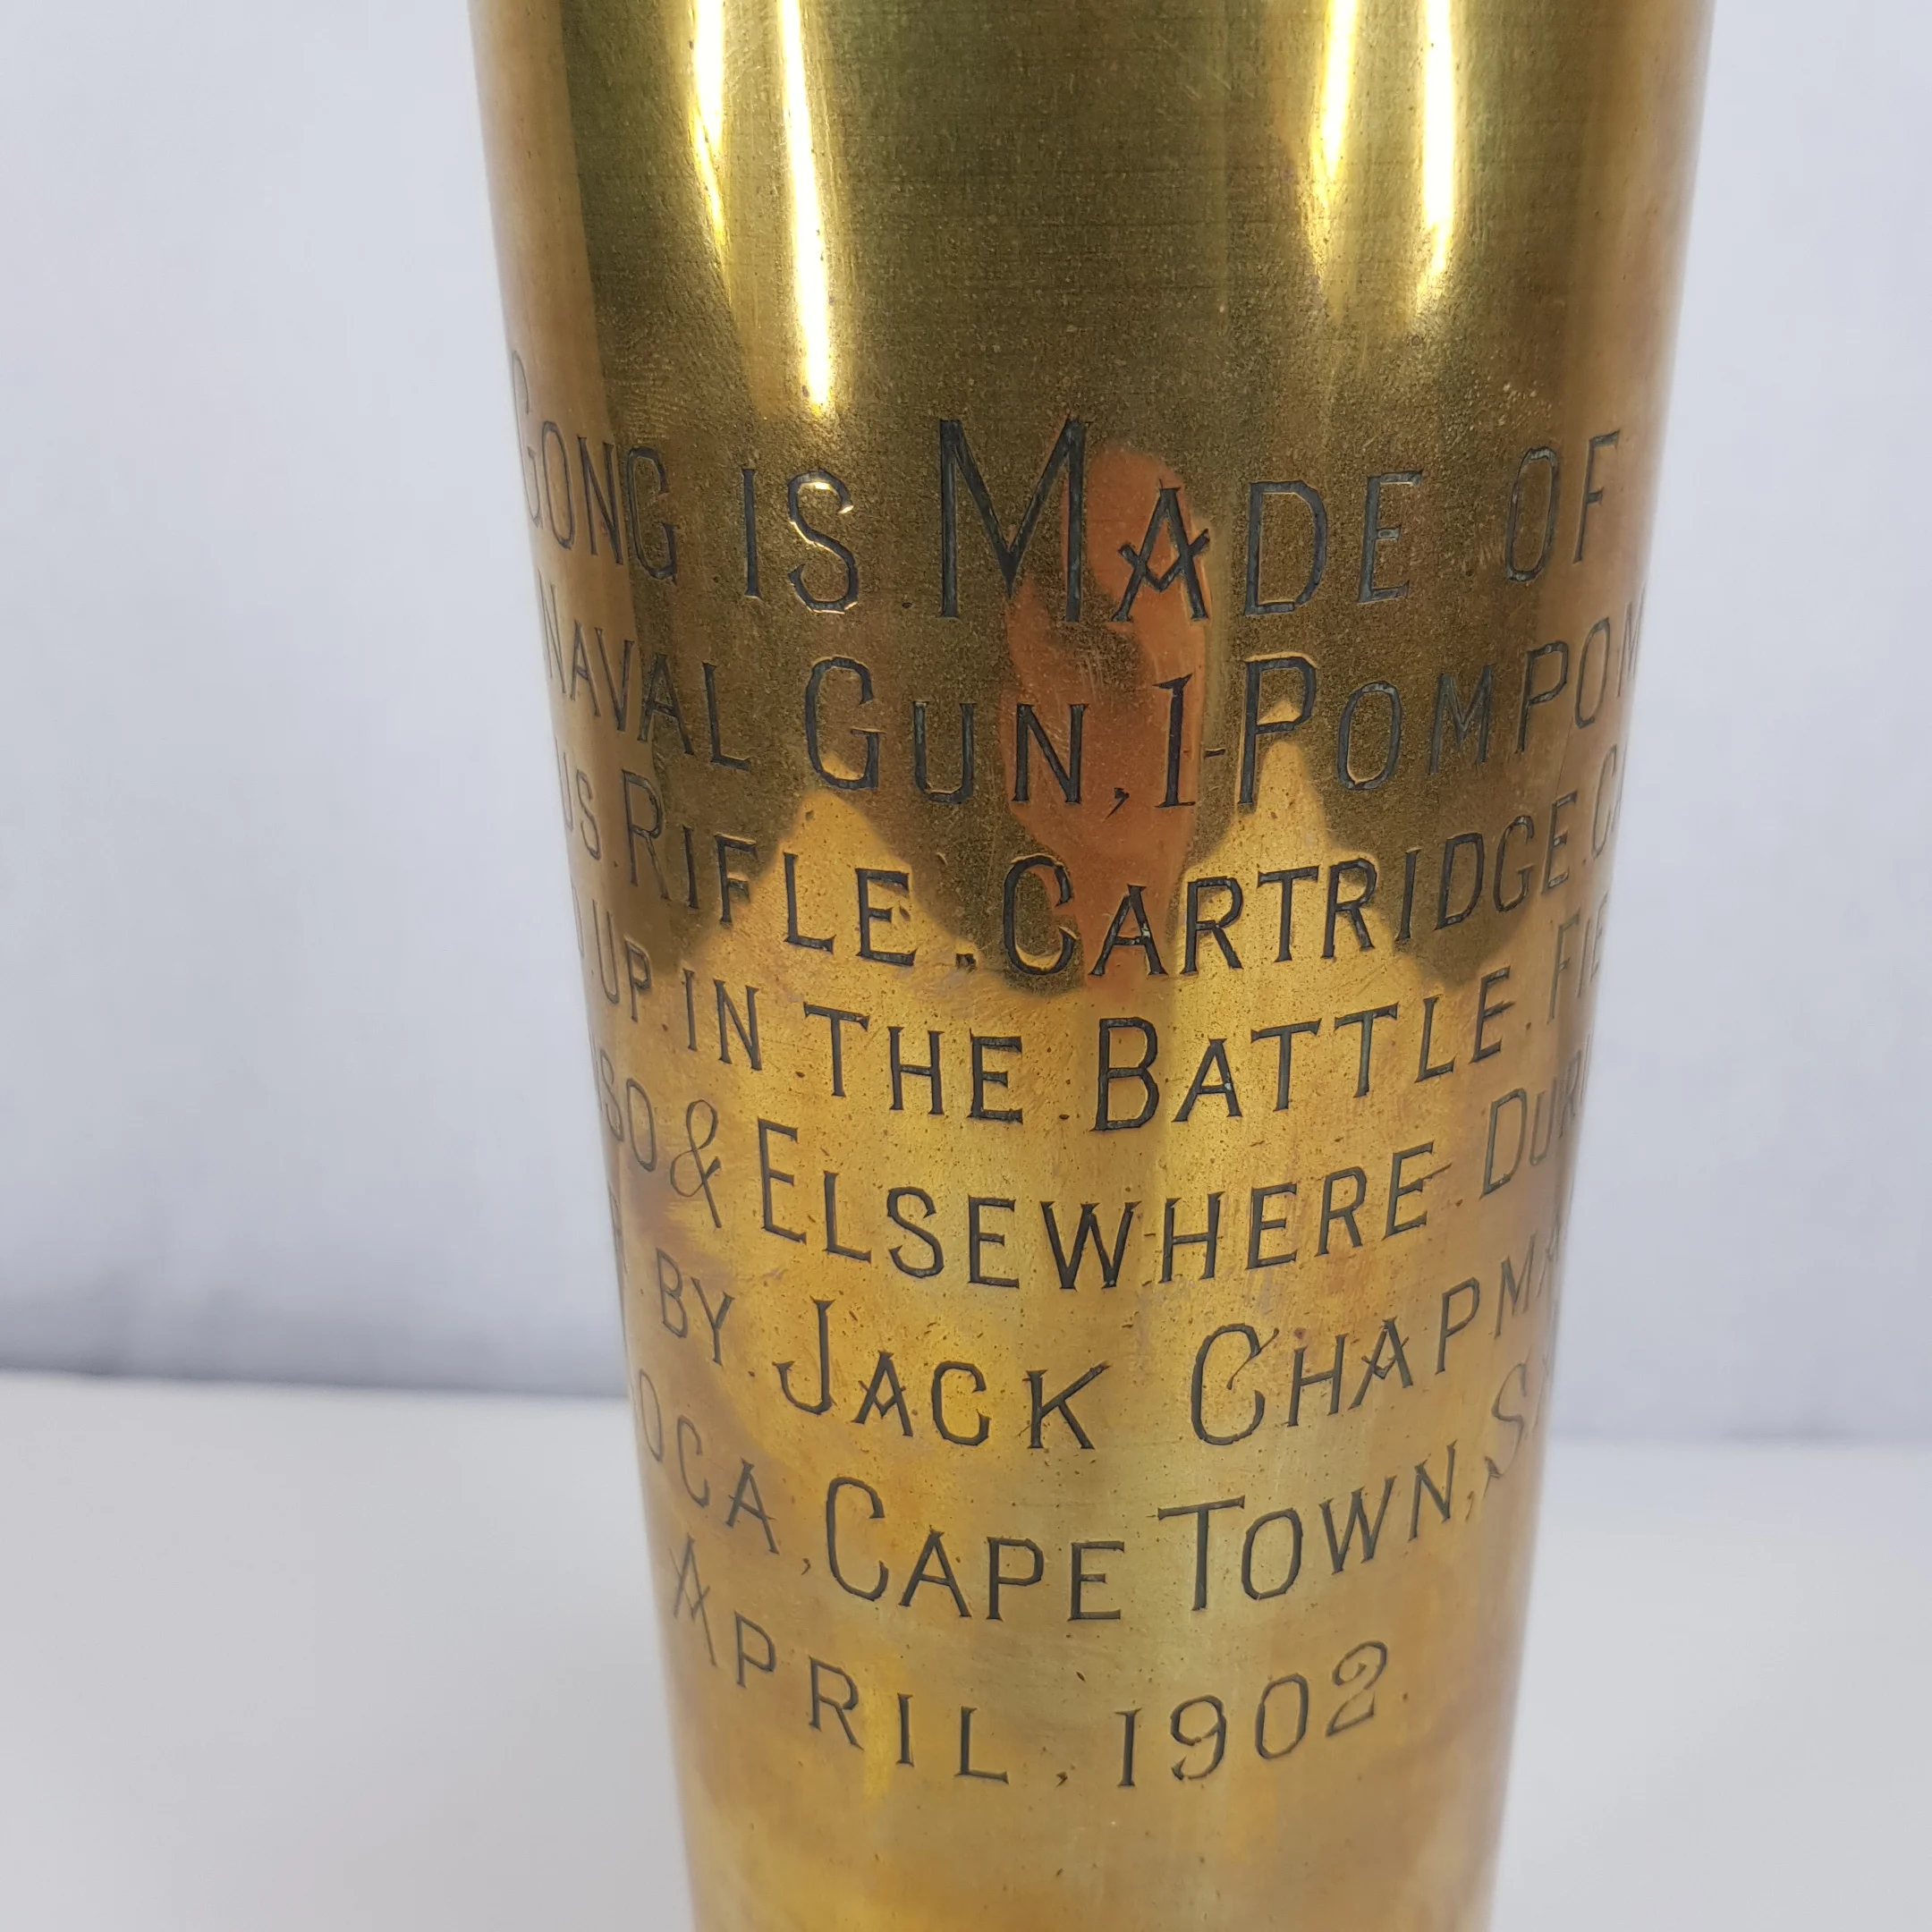 GONG IS MADE OF
NAVAL GUN, 1-POMPOM
RIFLE. CARTRIDGE.
UP. IN THE BATTLE.
& ELSEWHERE
BY JACK
CAPE TOWN,
APRIL, 1902.